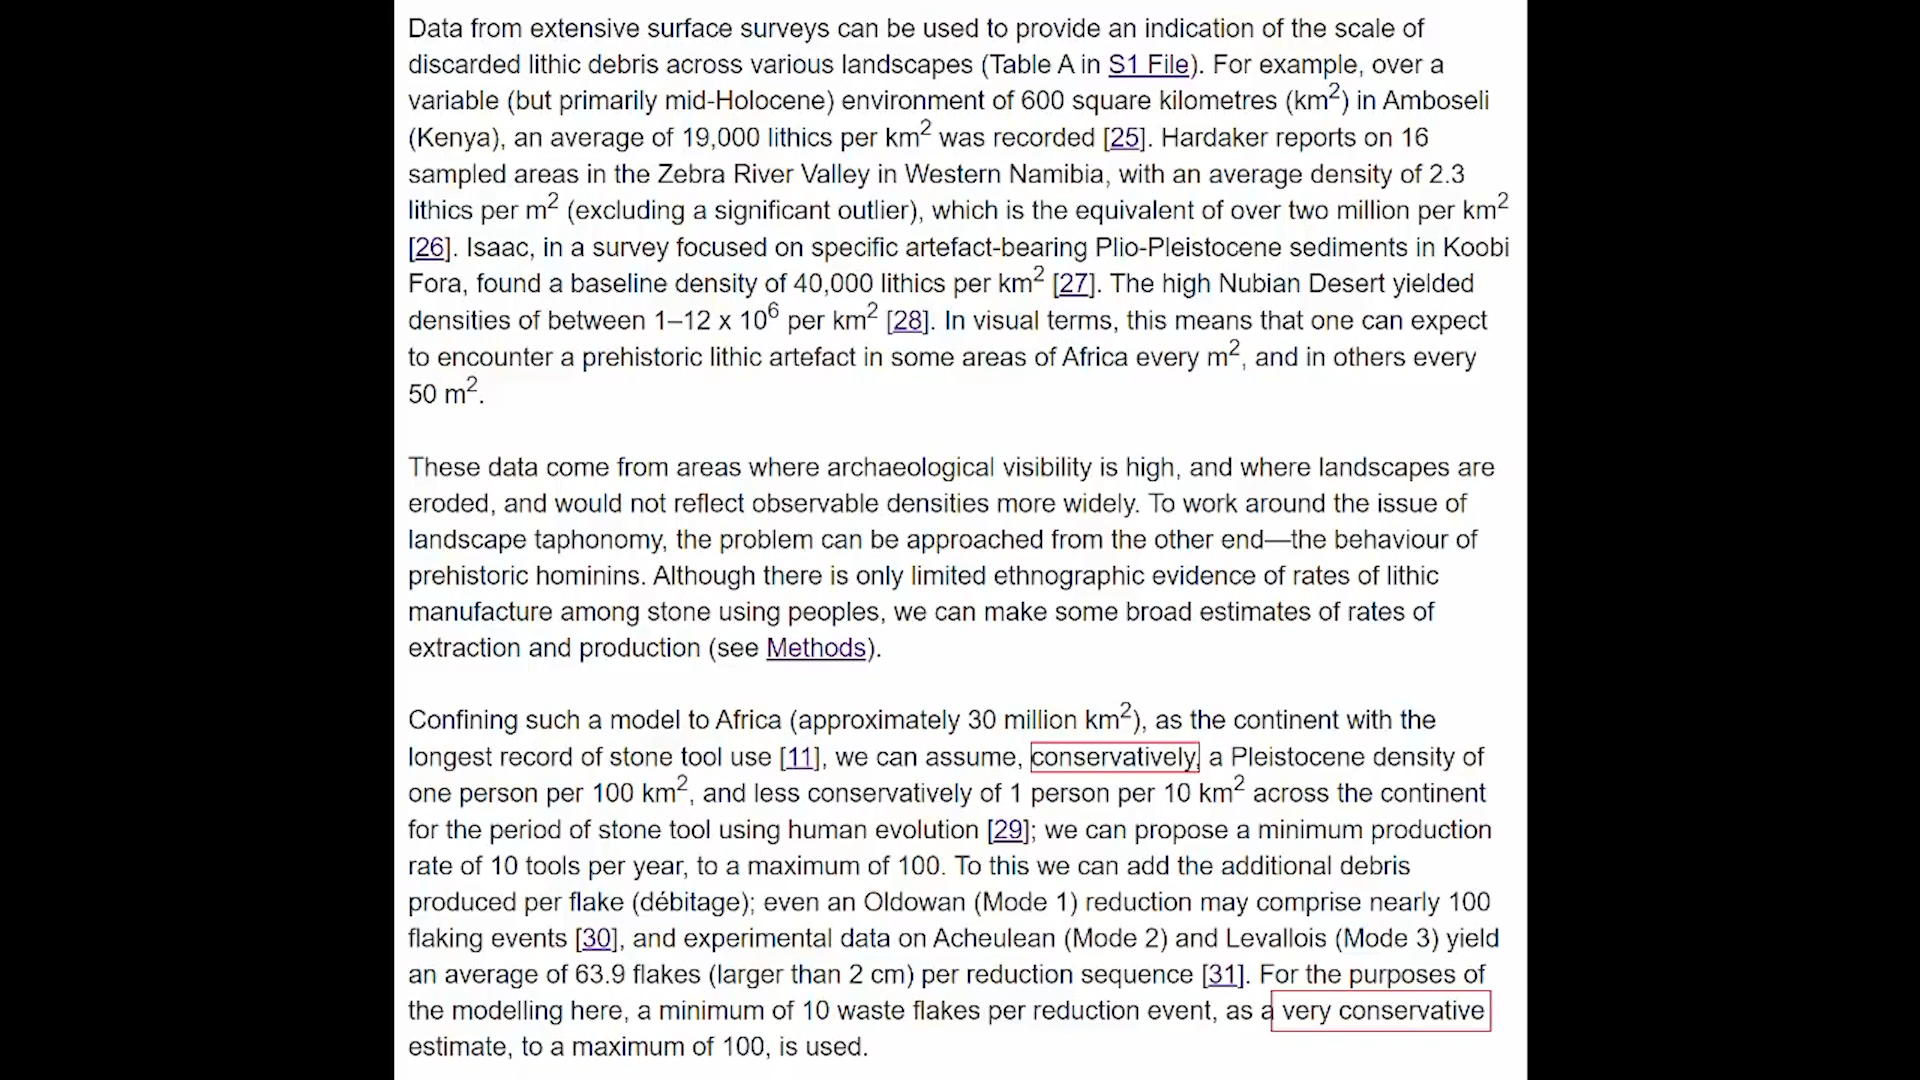 Data from extensive surface surveys can be used to provide an indication of the scale of
discarded lithic debris across various landscapes (Table A in S1 File). For example, over a
variable (but primarily mid-Holocene) environment of 600 square kilometres (km²) in Amboseli
(Kenya), an average of 19,000 lithics per km² was recorded [25]. Hardaker reports on 16
sampled areas in the Zebra River Valley in Western Namibia, with an average density of 2.3
lithics per m² (excluding a significant outlier), which is the equivalent of over two million per km²
[26]. Isaac, in a survey focused on specific artefact-bearing Plio-Pleistocene sediments in Koobi
Fora, found a baseline density of 40,000 lithics per km² [27]. The high Nubian Desert yielded
densities of between 1–12 x 10⁶ per km² [28]. In visual terms, this means that one can expect
to encounter a prehistoric lithic artefact in some areas of Africa every m², and in others every
50 m².
These data come from areas where archaeological visibility is high, and where landscapes are
eroded, and would not reflect observable densities more widely. To work around the issue of
landscape taphonomy, the problem can be approached from the other end—the behaviour of
prehistoric hominins. Although there is only limited ethnographic evidence of rates of lithic
manufacture among stone using peoples, we can make some broad estimates of rates of
extraction and production (see Methods).
Confining such a model to Africa (approximately 30 million km²), as the continent with the
longest record of stone tool use [11], we can assume, conservatively, a Pleistocene density of
one person per 100 km², and less conservatively of 1 person per 10 km² across the continent
for the period of stone tool using human evolution [29]; we can propose a minimum production
rate of 10 tools per year, to a maximum of 100. To this we can add the additional debris
produced per flake (débitage); even an Oldowan (Mode 1) reduction may comprise nearly 100
flaking events [30], and experimental data on Acheulean (Mode 2) and Levallois (Mode 3) yield
an average of 63.9 flakes (larger than 2 cm) per reduction sequence [31]. For the purposes of
the modelling here, a minimum of 10 waste flakes per reduction event, as a very conservative
estimate, to a maximum of 100, is used.